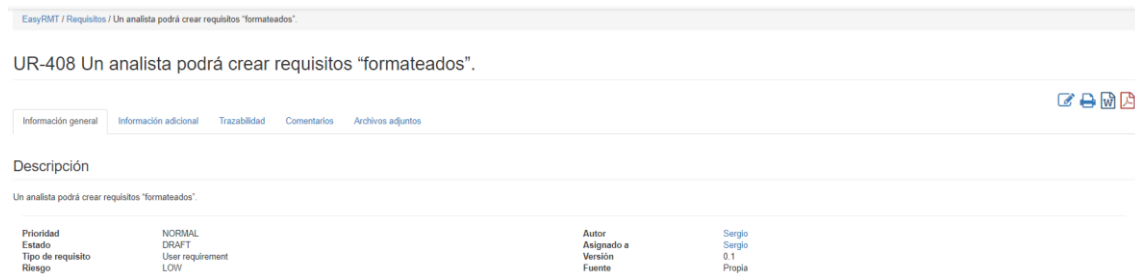 EasyRMT / Requisitos / Un analista podrá crear requisitos “formateados”.
UR-408 Un analista podrá crear requisitos “formateados”.
Información general Información adicional Trazabilidad Comentarios Archivos adjuntos
Descripción
Un analista podrá crear requisitos “formateados”.
Prioridad NORMAL Autor Sergio
Estado DRAFT Asignado a Sergio
Tipo de requisito User requirement Versión 0.1
Riesgo LOW Fuente Propia